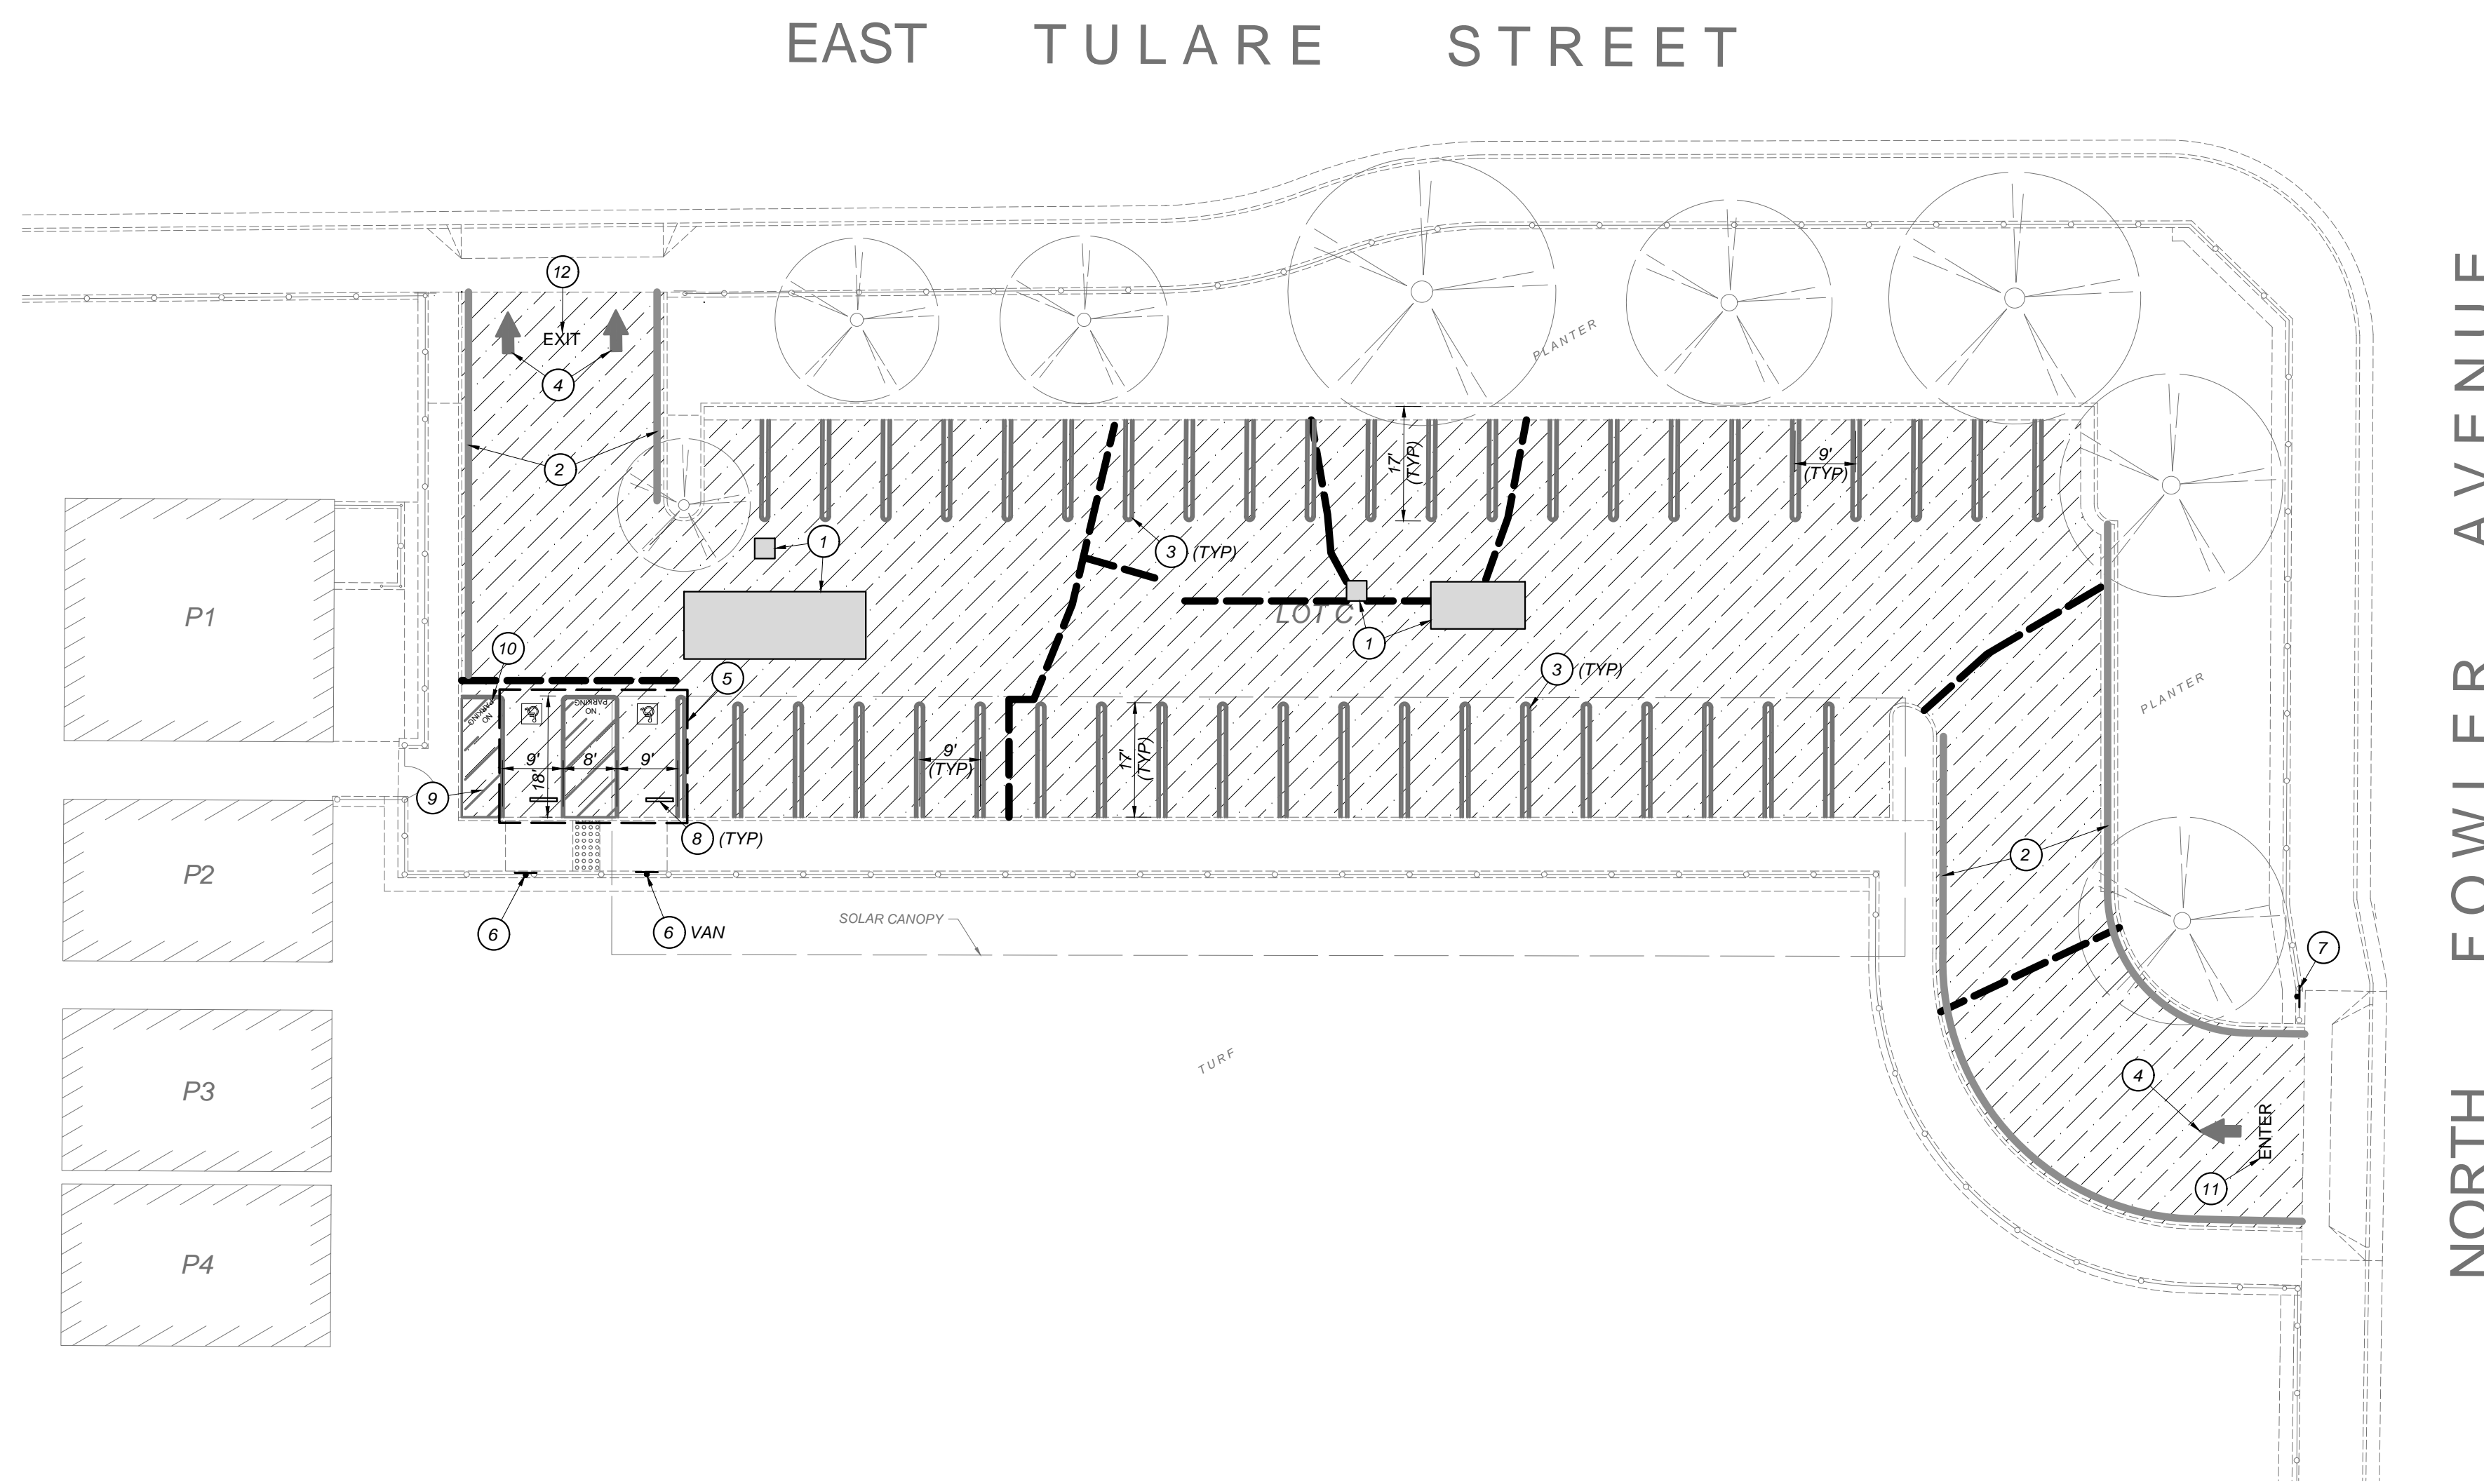 EAST TULARE STREET
NORTH FOWLER AVENUE
12
EXIT
4
2
PLANTER
17'
(TYP)
9'
(TYP)
1
3 (TYP)
P1
LOT C
1
10
5
3 (TYP)
PLANTER
NO
PARKING
NO
PARKING
9'
8'
9'
18'
9'
(TYP)
17'
(TYP)
9
8 (TYP)
2
P2
6
6 VAN
SOLAR CANOPY
7
TURF
4
P3
ENTER
11
P4